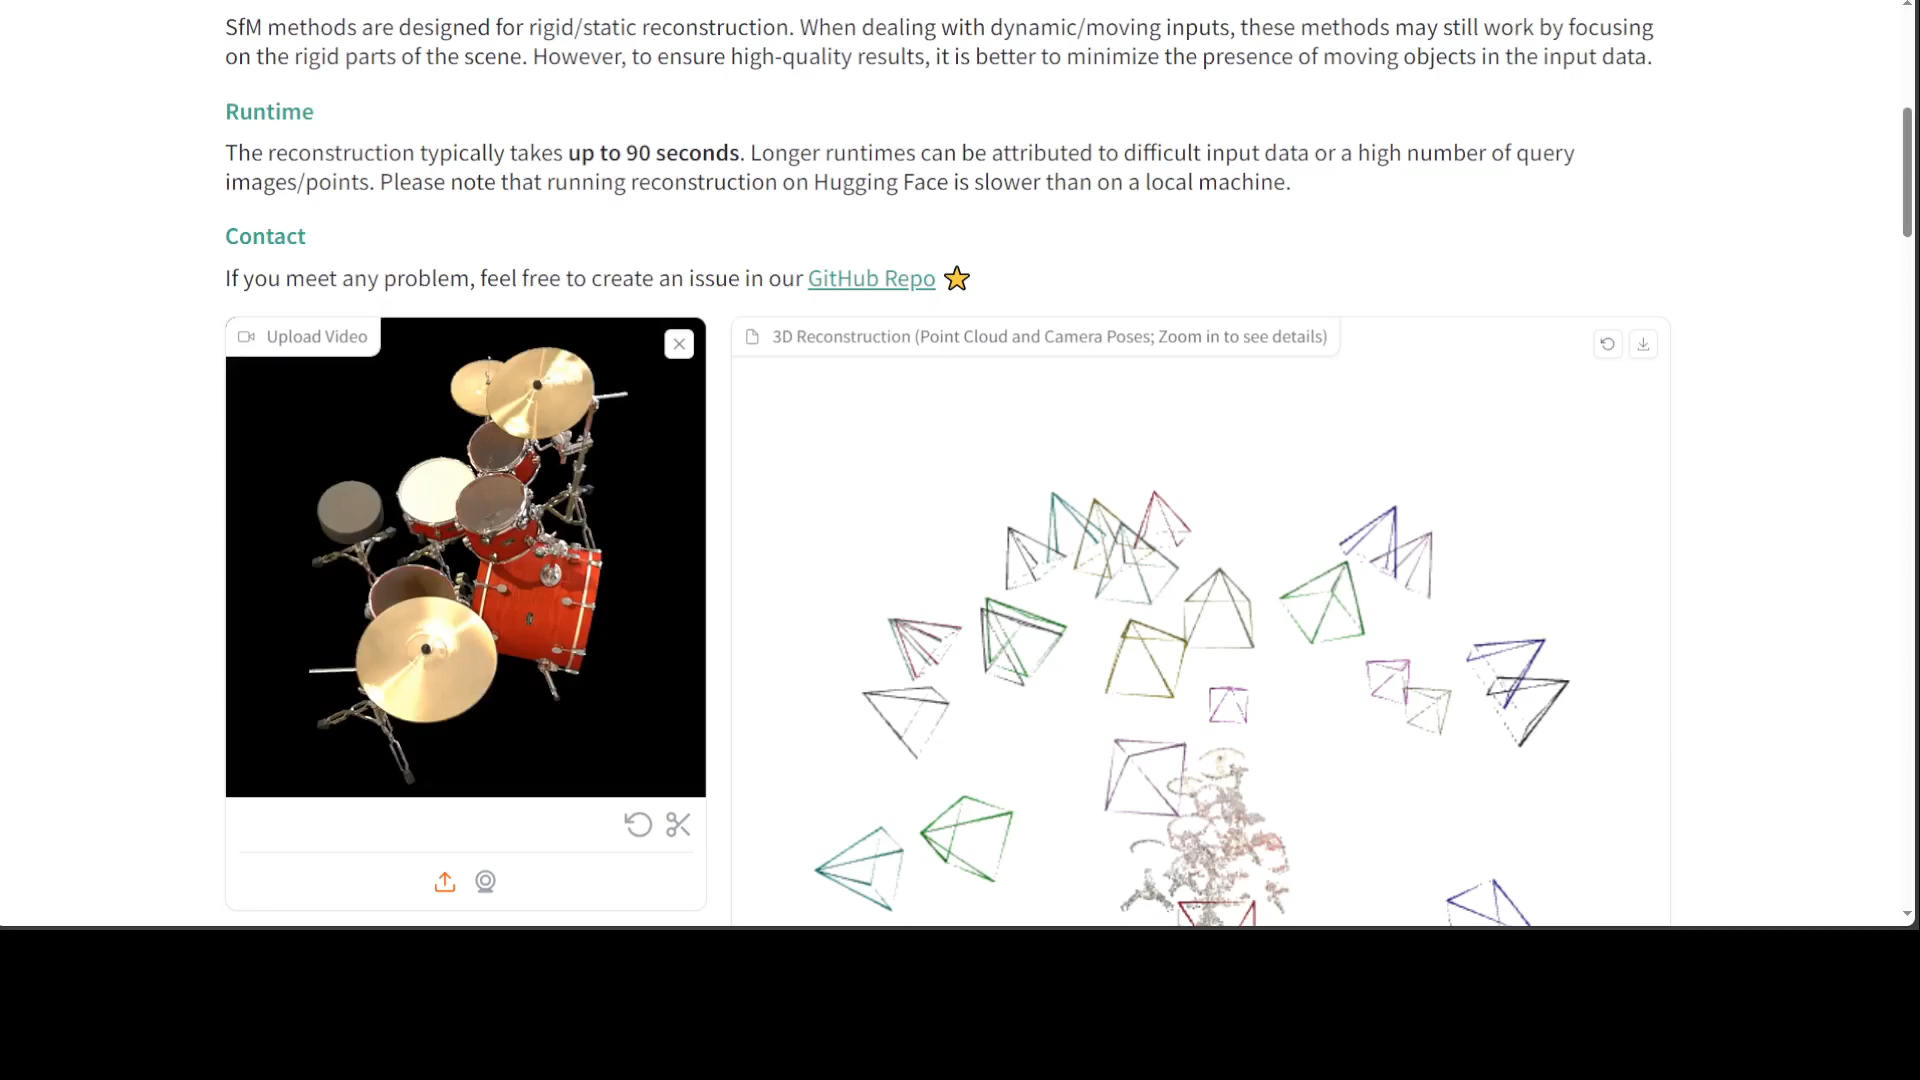 SfM methods are designed for rigid/static reconstruction. When dealing with dynamic/moving inputs, these methods may still work by focusing
on the rigid parts of the scene. However, to ensure high-quality results, it is better to minimize the presence of moving objects in the input data.
Runtime
The reconstruction typically takes up to 90 seconds. Longer runtimes can be attributed to difficult input data or a high number of query
images/points. Please note that running reconstruction on Hugging Face is slower than on a local machine.
Contact
If you meet any problem, feel free to create an issue in our GitHub Repo ⭐
Upload Video
3D Reconstruction (Point Cloud and Camera Poses; Zoom in to see details)